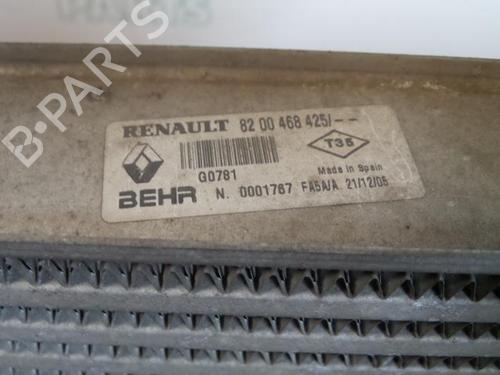 RENAULT 82 00 468 425/--
T35
Made in Spain
G0781
BEHR N. 0001767 FA5A/A 21/12/05
B-PARTS